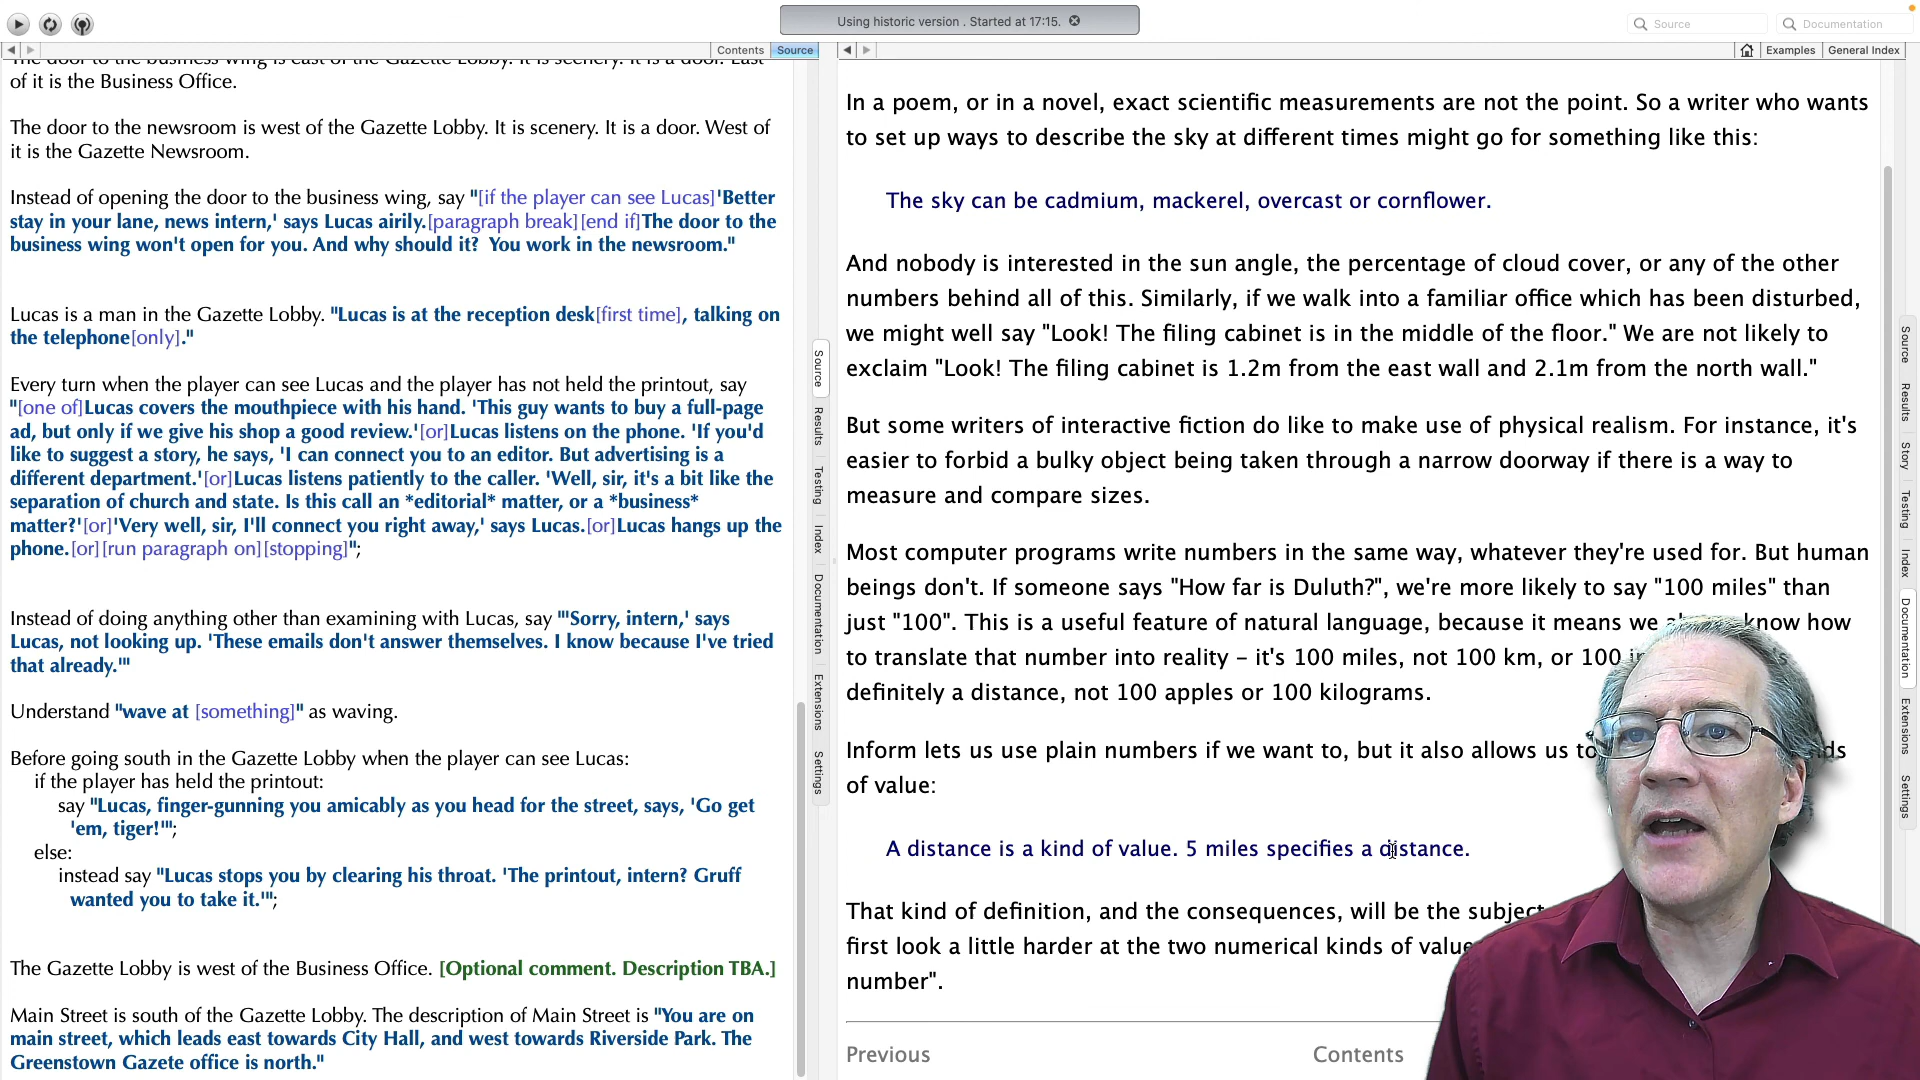 Using historic version . Started at 17:15.
Source
Documentation
Contents
Source
Examples
General Index
of it is the Business Office.
The door to the newsroom is west of the Gazette Lobby. It is scenery. It is a door. West of
it is the Gazette Newsroom.
Instead of opening the door to the business wing, say "[if the player can see Lucas]'Better
stay in your lane, news intern,' says Lucas airily.[paragraph break][end if]The door to the
business wing won't open for you. And why should it?  You work in the newsroom."
Lucas is a man in the Gazette Lobby. "Lucas is at the reception desk[first time], talking on
the telephone[only]."
Every turn when the player can see Lucas and the player has not held the printout, say
"[one of]Lucas covers the mouthpiece with his hand. 'This guy wants to buy a full-page
ad, but only if we give his shop a good review.'[or]Lucas listens on the phone. 'If you'd
like to suggest a story, he says, 'I can connect you to an editor. But advertising is a
different department.'[or]Lucas listens patiently to the caller. 'Well, sir, it's a bit like the
separation of church and state. Is this call an *editorial* matter, or a *business*
matter?'[or]'Very well, sir, I'll connect you right away,' says Lucas.[or]Lucas hangs up the
phone.[or][run paragraph on][stopping]";
Instead of doing anything other than examining with Lucas, say "'Sorry, intern,' says
Lucas, not looking up. 'These emails don't answer themselves. I know because I've tried
that already.'"
Understand "wave at [something]" as waving.
Before going south in the Gazette Lobby when the player can see Lucas:
if the player has held the printout:
say "Lucas, finger-gunning you amicably as you head for the street, says, 'Go get
'em, tiger!'";
else:
instead say "Lucas stops you by clearing his throat. 'The printout, intern? Gruff
wanted you to take it.'";
The Gazette Lobby is west of the Business Office. [Optional comment. Description TBA.]
Main Street is south of the Gazette Lobby. The description of Main Street is "You are on
main street, which leads east towards City Hall, and west towards Riverside Park. The
Greenstown Gazete office is north."
Source
Results
Testing
Index
Documentation
Extensions
Settings
In a poem, or in a novel, exact scientific measurements are not the point. So a writer who wants
to set up ways to describe the sky at different times might go for something like this:
The sky can be cadmium, mackerel, overcast or cornflower.
And nobody is interested in the sun angle, the percentage of cloud cover, or any of the other
numbers behind all of this. Similarly, if we walk into a familiar office which has been disturbed,
we might well say "Look! The filing cabinet is in the middle of the floor." We are not likely to
exclaim "Look! The filing cabinet is 1.2m from the east wall and 2.1m from the north wall."
But some writers of interactive fiction do like to make use of physical realism. For instance, it's
easier to forbid a bulky object being taken through a narrow doorway if there is a way to
measure and compare sizes.
Most computer programs write numbers in the same way, whatever they're used for. But human
beings don't. If someone says "How far is Duluth?", we're more likely to say "100 miles" than
just "100". This is a useful feature of natural language, because it means we know how
to translate that number into reality – it's 100 miles, not 100 km, or 100
definitely a distance, not 100 apples or 100 kilograms.
Inform lets us use plain numbers if we want to, but it also allows us to
of value:
A distance is a kind of value. 5 miles specifies a distance.
That kind of definition, and the consequences, will be the subject
first look a little harder at the two numerical kinds of value
number".
Previous
Contents
Source
Results
Story
Testing
Index
Documentation
Extensions
Settings